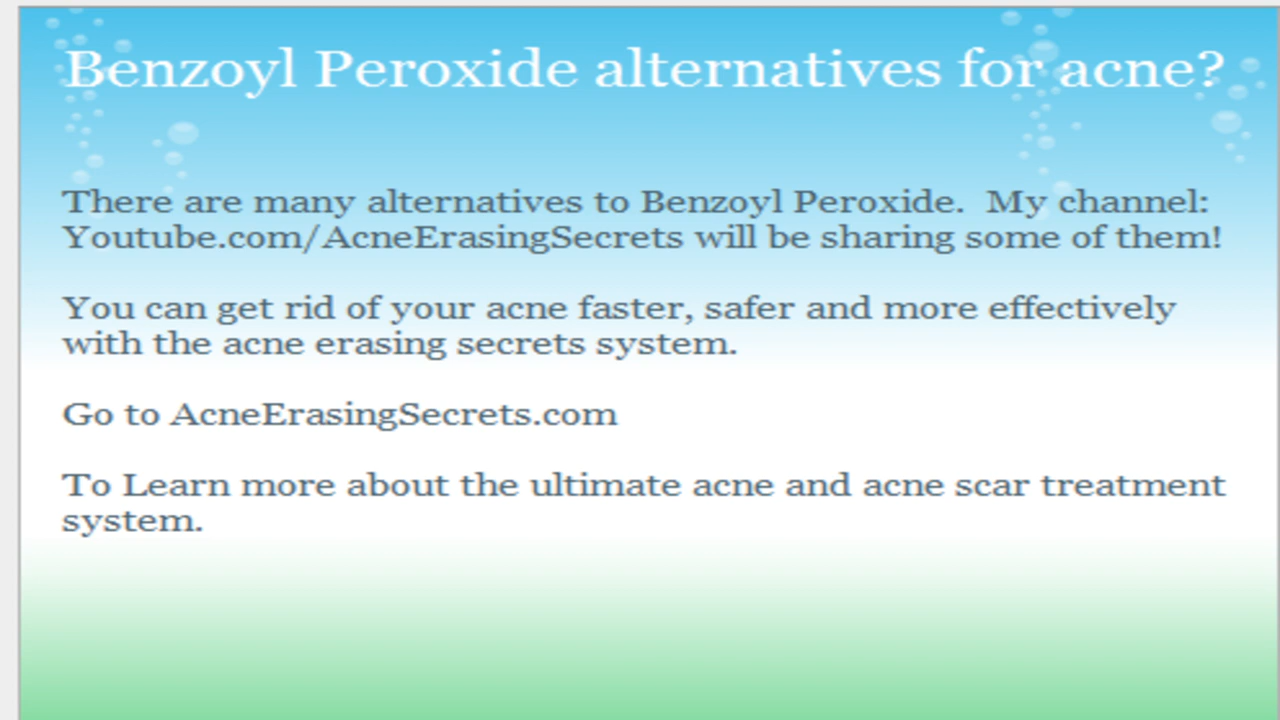 Benzoyl Peroxide alternatives for acne?
There are many alternatives to Benzoyl Peroxide.  My channel:
Youtube.com/AcneErasingSecrets will be sharing some of them!
You can get rid of your acne faster, safer and more effectively
with the acne erasing secrets system.
Go to AcneErasingSecrets.com
To Learn more about the ultimate acne and acne scar treatment
system.